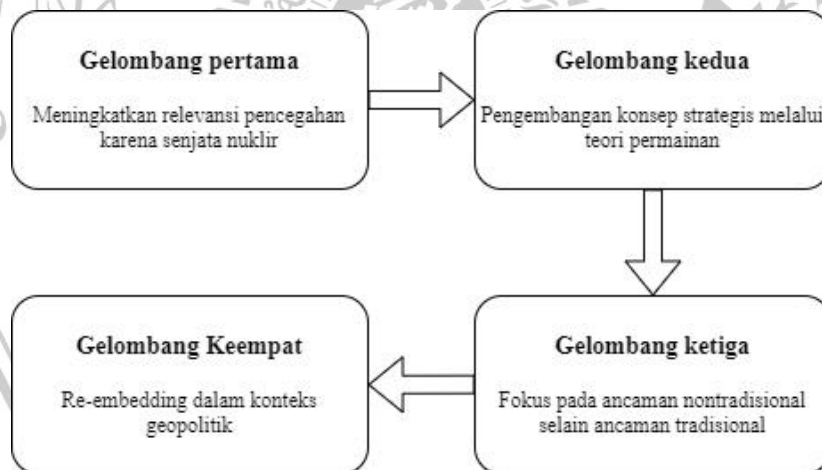 Gelombang pertama
Meningkatkan relevansi pencegahan
karena senjata nuklir
Gelombang kedua
Pengembangan konsep strategis melalui
teori permainan
Gelombang ketiga
Fokus pada ancaman nontradisional
selain ancaman tradisional
Gelombang Keempat
Re-embedding dalam konteks
geopolitik